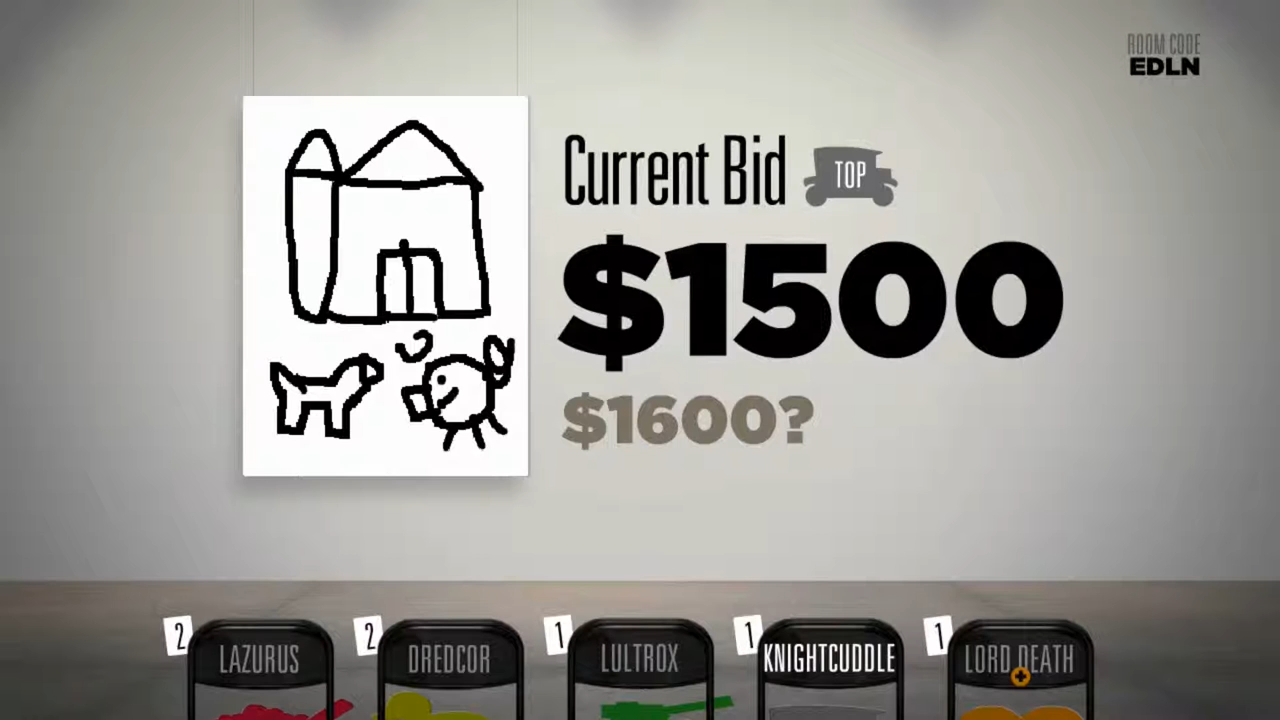 ROOM CODE
EDLN
Current Bid
TOP
$1500
$1600?
2 LAZURUS
2 DREDCOR
1 LULTROX
1 KNIGHTCUDDLE
1 LORD DEATH